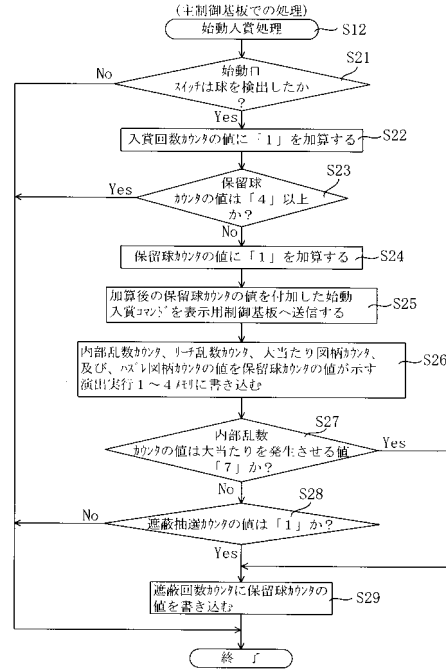 (主制御基板での処理)
始動入賞処理
S12
S21
No
始動口
スイッチは球を検出したか
?
Yes
S22
入賞回数カウンタの値に「1」を加算する
S23
Yes
保留球
カウンタの値は「4」以上
か?
No
保留球カウンタの値に「1」を加算する
S24
加算後の保留球カウンタの値を付加した始動
入賞コマンドを表示用制御基板へ送信する
S25
内部乱数カウンタ、リーチ乱数カウンタ、大当たり図柄カウンタ、
及び、ハズレ図柄カウンタの値を保留球カウンタの値が示す
演出実行1~4メモリに書き込む
S26
S27
内部乱数
カウンタの値は大当たりを発生させる値
「7」か?
Yes
No
S28
No
遮蔽抽選カウンタの値は「1」か?
Yes
遮蔽回数カウンタに保留球カウンタの
値を書き込む
S29
終 了